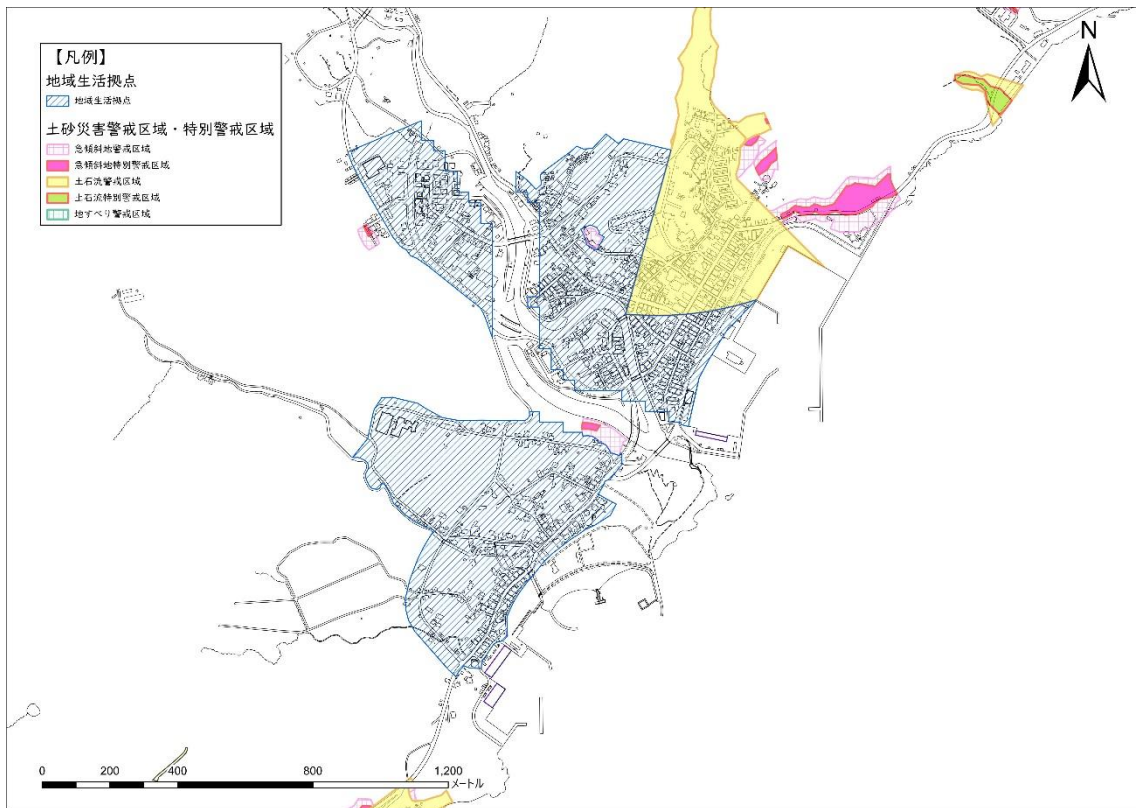 【凡例】
地域生活拠点
地域生活拠点
土砂災害警戒区域・特別警戒区域
急傾斜地警戒区域
急傾斜地特別警戒区域
土石流警戒区域
土石流特別警戒区域
地すべり警戒区域
N
0 200 400 800 1,200
メートル